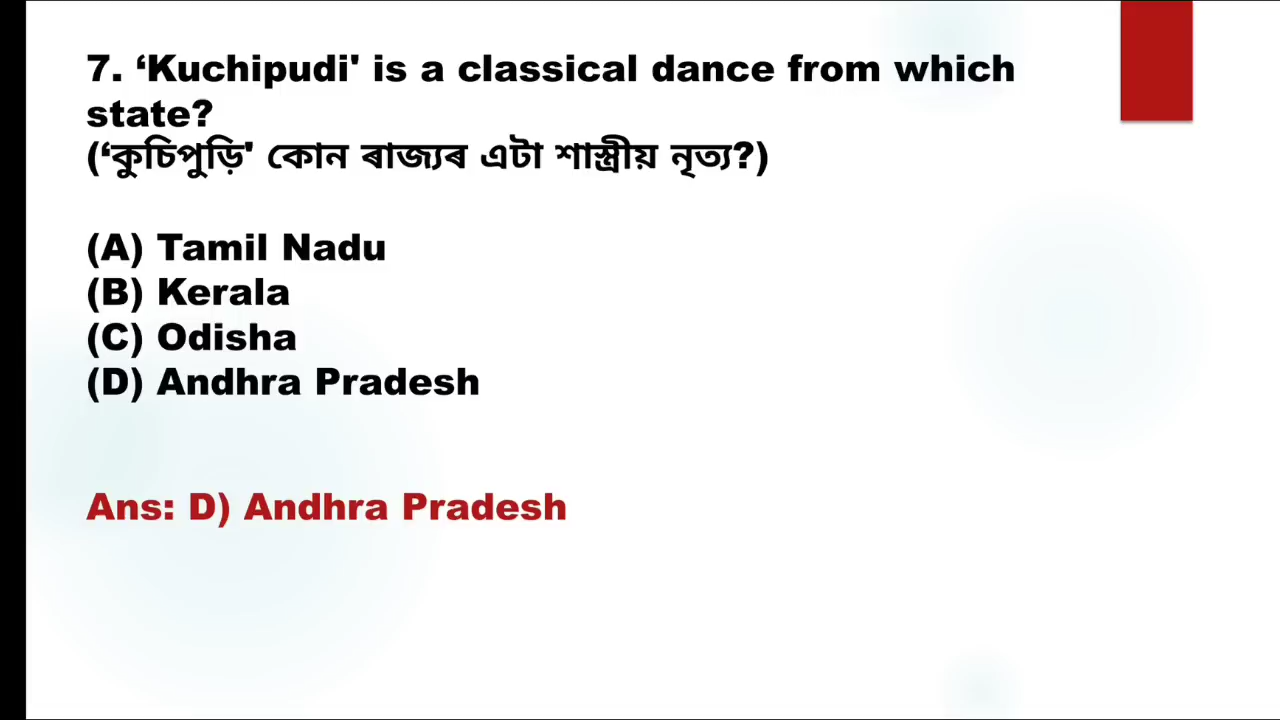 7. ‘Kuchipudi' is a classical dance from which
state?
(‘কুচিপুড়ি' কোন ৰাজ্যৰ এটা শাস্ত্ৰীয় নৃত্য?)
(A) Tamil Nadu
(B) Kerala
(C) Odisha
(D) Andhra Pradesh
Ans: D) Andhra Pradesh